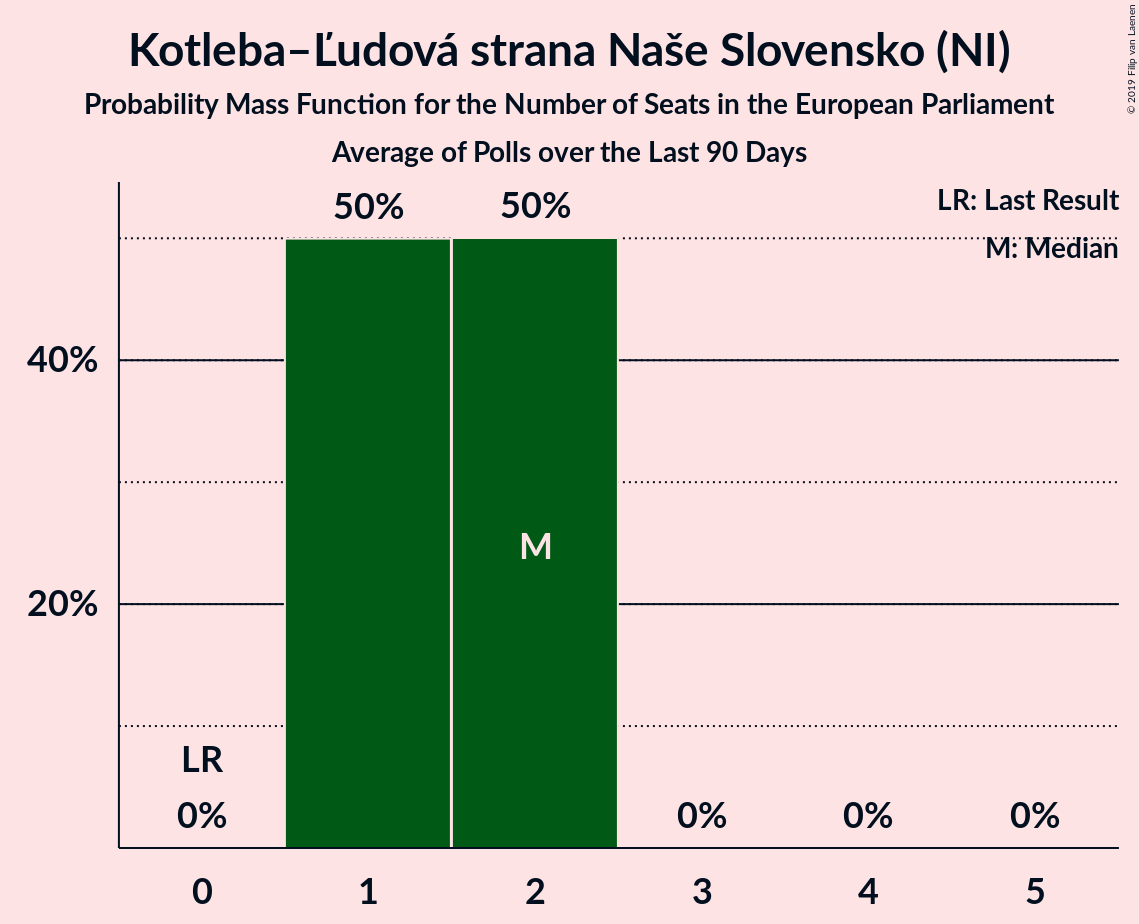 Kotleba–Ľudová strana Naše Slovensko (NI)
Probability Mass Function for the Number of Seats in the European Parliament
Average of Polls over the Last 90 Days
© 2019 Filip van Laenen
LR: Last Result
M: Median
50%
50%
40%
20%
M
LR
0%
0%
0%
0%
0
1
2
3
4
5